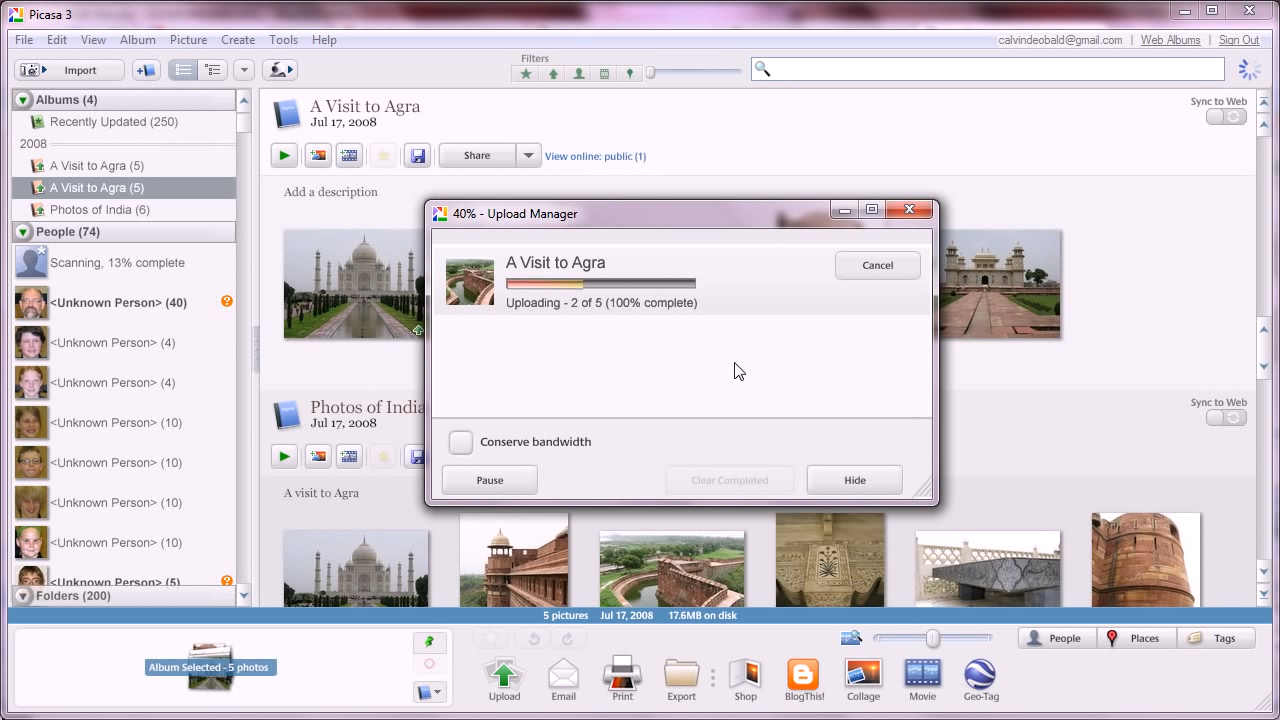 Picasa 3
File Edit View Album Picture Create Tools Help
calvindeobald@gmail.com | Web Albums | Sign Out
Import
Filters
Albums (4)
Recently Updated (250)
2008
A Visit to Agra (5)
A Visit to Agra (5)
Photos of India (6)
People (74)
Scanning, 13% complete
<Unknown Person> (40)
<Unknown Person> (4)
<Unknown Person> (4)
<Unknown Person> (10)
<Unknown Person> (10)
<Unknown Person> (10)
<Unknown Person> (10)
<Unknown Person> (5)
Folders (200)
A Visit to Agra
Jul 17, 2008
Sync to Web
Share
View online: public (1)
Add a description
40% - Upload Manager
A Visit to Agra
Cancel
Uploading - 2 of 5 (100% complete)
Conserve bandwidth
Pause
Clear Completed
Hide
Photos of India
Jul 17, 2008
Sync to Web
A visit to Agra
5 pictures Jul 17, 2008 17.6MB on disk
Album Selected - 5 photos
People
Places
Tags
Upload
Email
Print
Export
Shop
BlogThis!
Collage
Movie
Geo-Tag